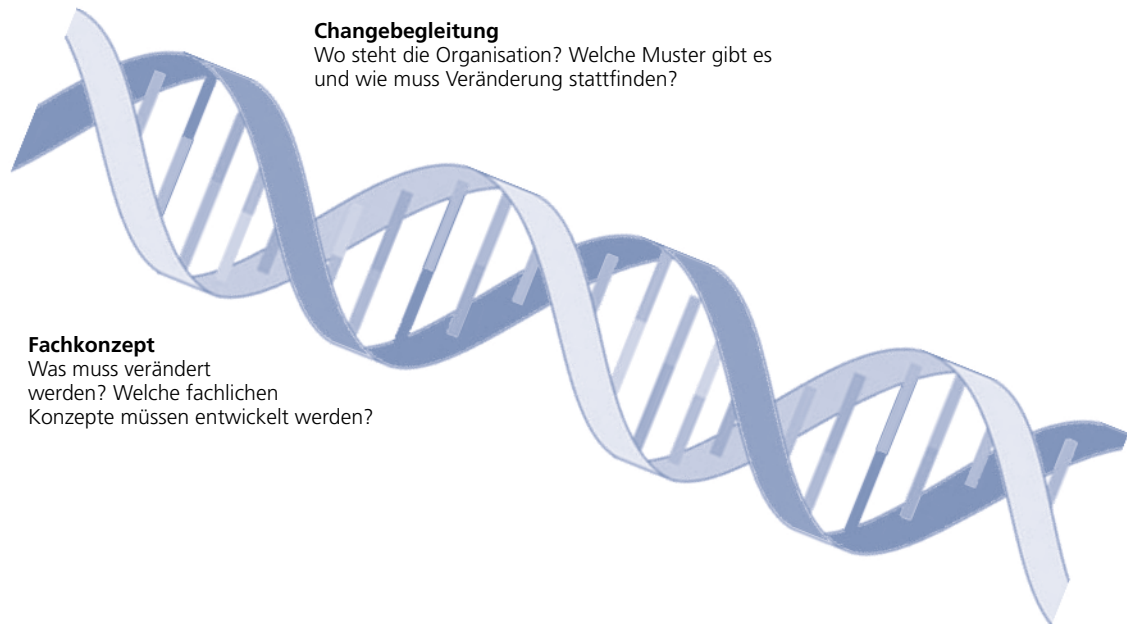 Changebegleitung
Wo steht die Organisation? Welche Muster gibt es
und wie muss Veränderung stattfinden?
Fachkonzept
Was muss verändert
werden? Welche fachlichen
Konzepte müssen entwickelt werden?